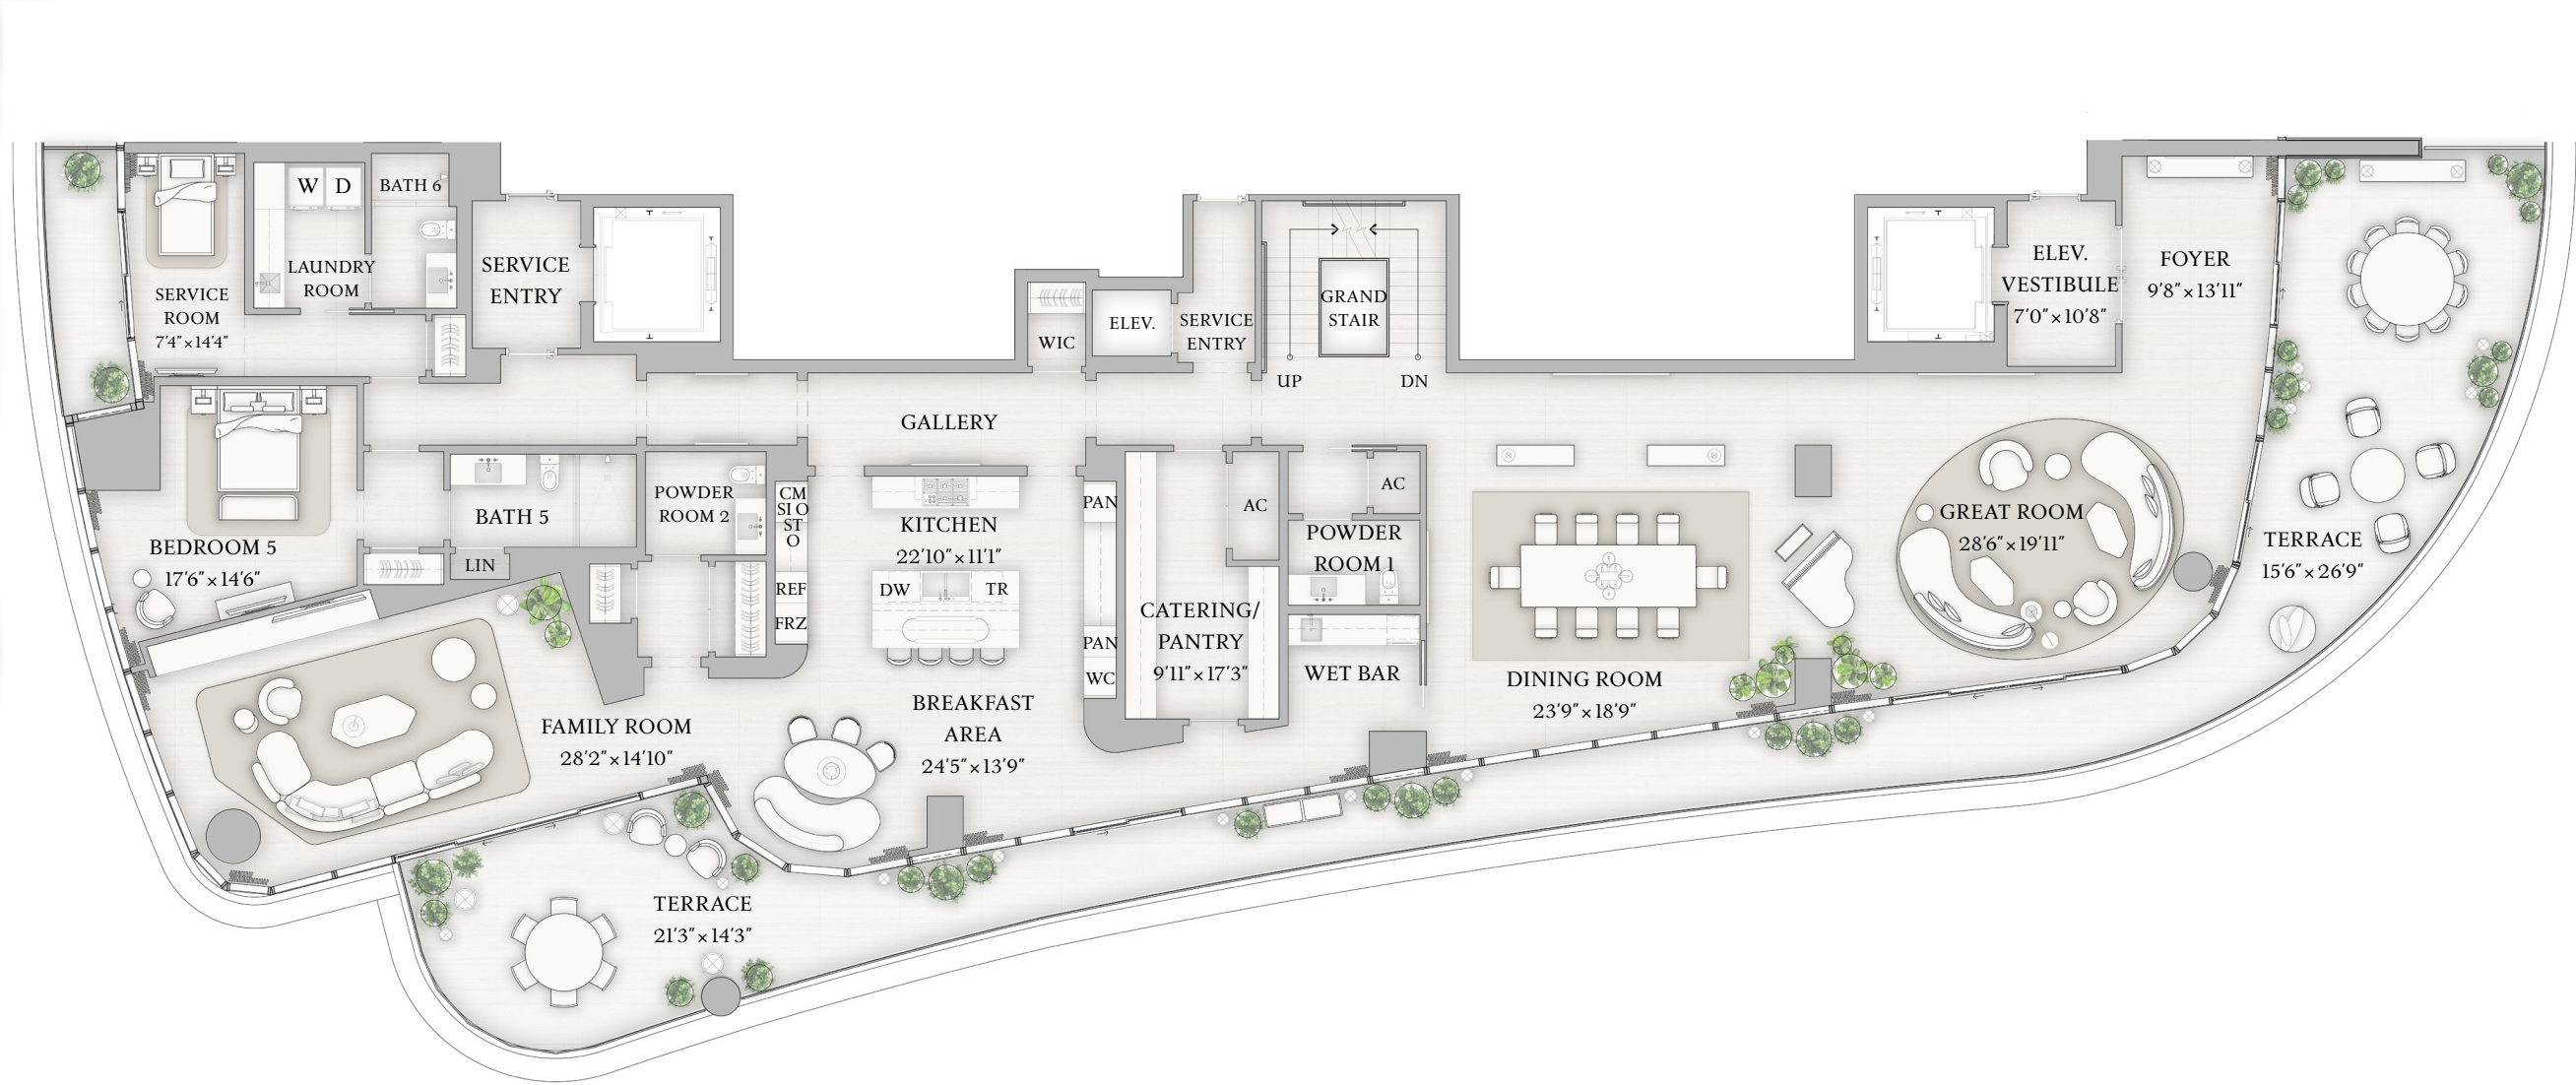 W
D
BATH 6
LAUNDRY
ROOM
SERVICE
ROOM
7'4"×14'4"
SERVICE
ENTRY
WIC
ELEV.
SERVICE
ENTRY
GRAND
STAIR
UP
DN
ELEV.
VESTIBULE
7'0"×10'8"
FOYER
9'8"×13'11"
GALLERY
BEDROOM 5
17'6"×14'6"
BATH 5
LIN
POWDER
ROOM 2
CM
SI O
ST
O
REF
FRZ
KITCHEN
22'10"×11'1"
DW
TR
PAN
PAN
WC
CATERING/
PANTRY
9'11"×17'3"
AC
AC
POWDER
ROOM 1
WET BAR
DINING ROOM
23'9"×18'9"
GREAT ROOM
28'6"×19'11"
TERRACE
15'6"×26'9"
FAMILY ROOM
28'2"×14'10"
BREAKFAST
AREA
24'5"×13'9"
TERRACE
21'3"×14'3"